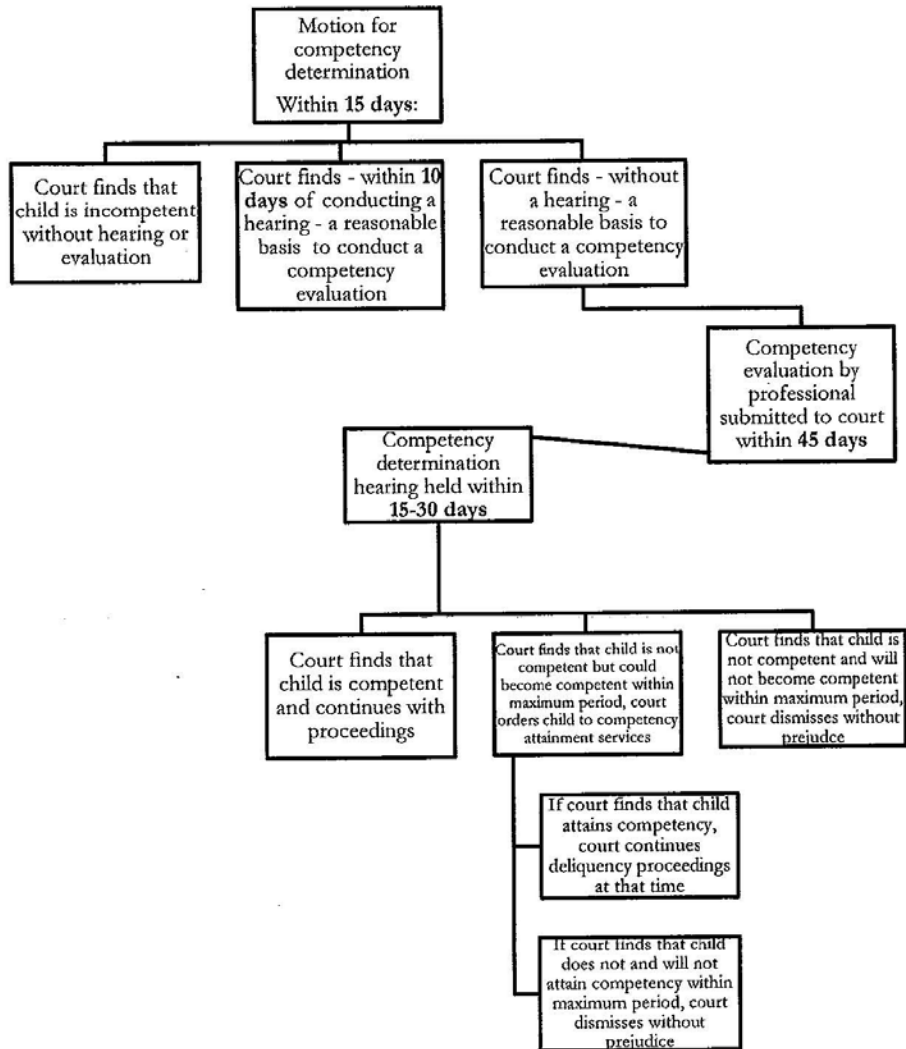 Motion for
competency
determination
Within 15 days:
Court finds that
child is incompetent
without hearing or
evaluation
Court finds - within 10
days of conducting a
hearing - a reasonable
basis to conduct a
competency
evaluation
Court finds - without
a hearing - a
reasonable basis to
conduct a competency
evaluation
Competency
evaluation by
professional
submitted to court
within 45 days
Competency
determination
hearing held within
15-30 days
Court finds that
child is competent
and continues with
proceedings
Court finds that child is not
competent but could
become competent within
maximum period, court
orders child to competency
attainment services
Court finds that child is
not competent and will
not become competent
within maximum period,
court dismisses without
prejudce
If court finds that child
attains competency,
court continues
deliquency proceedings
at that time
If court finds that child
does not and will not
attain competency within
maximum period, court
dismisses without
prejudice